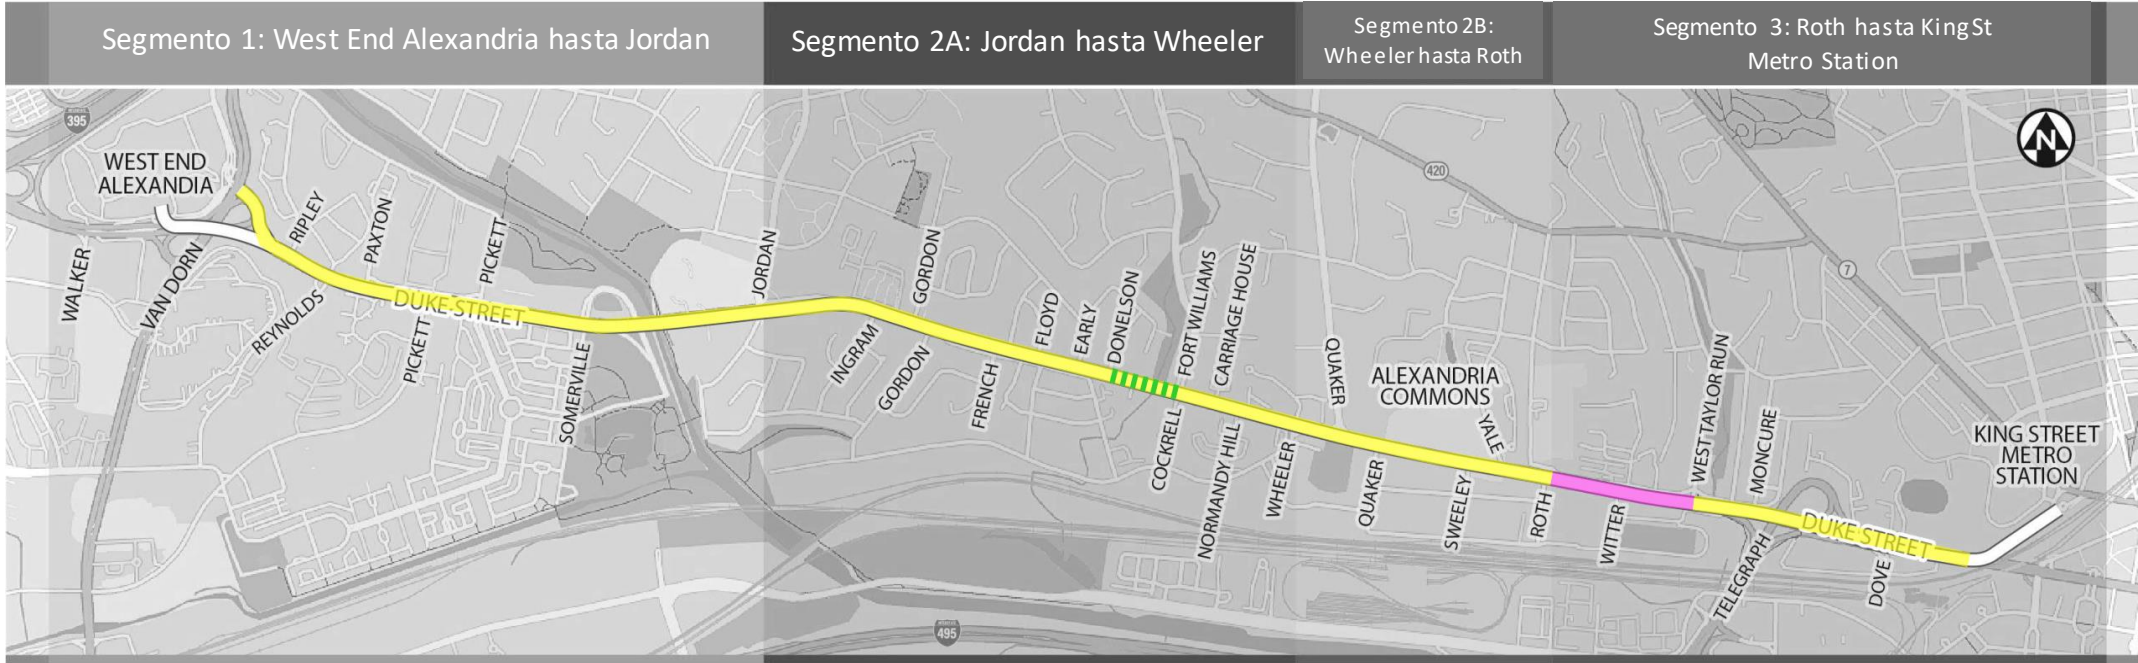 Segmento 1: West End Alexandria hasta Jordan
Segmento 2A: Jordan hasta Wheeler
Segmento 2B:
Wheeler hasta Roth
Segmento 3: Roth hasta King St
Metro Station
395
WEST END
ALEXANDIA
WALKER
VAN DORN
RIPLEY
REYNOLDS
PAXTON
PICKETT
PICKETT
DUKE STREET
SOMERVILLE
JORDAN
INGRAM
GORDON
GORDON
FRENCH
FLOYD
EARLY
DONELSON
FORT WILLIAMS
CARRIAGE HOUSE
COCKRELL
NORMANDY HILL
WHEELER
QUAKER
QUAKER
ALEXANDRIA
COMMONS
YALE
SWEELEY
ROTH
WITTER
WEST TAYLOR RUN
MONCURE
TELEGRAPH
DUKE STREET
DOVE
KING STREET
METRO
STATION
420
7
495
N